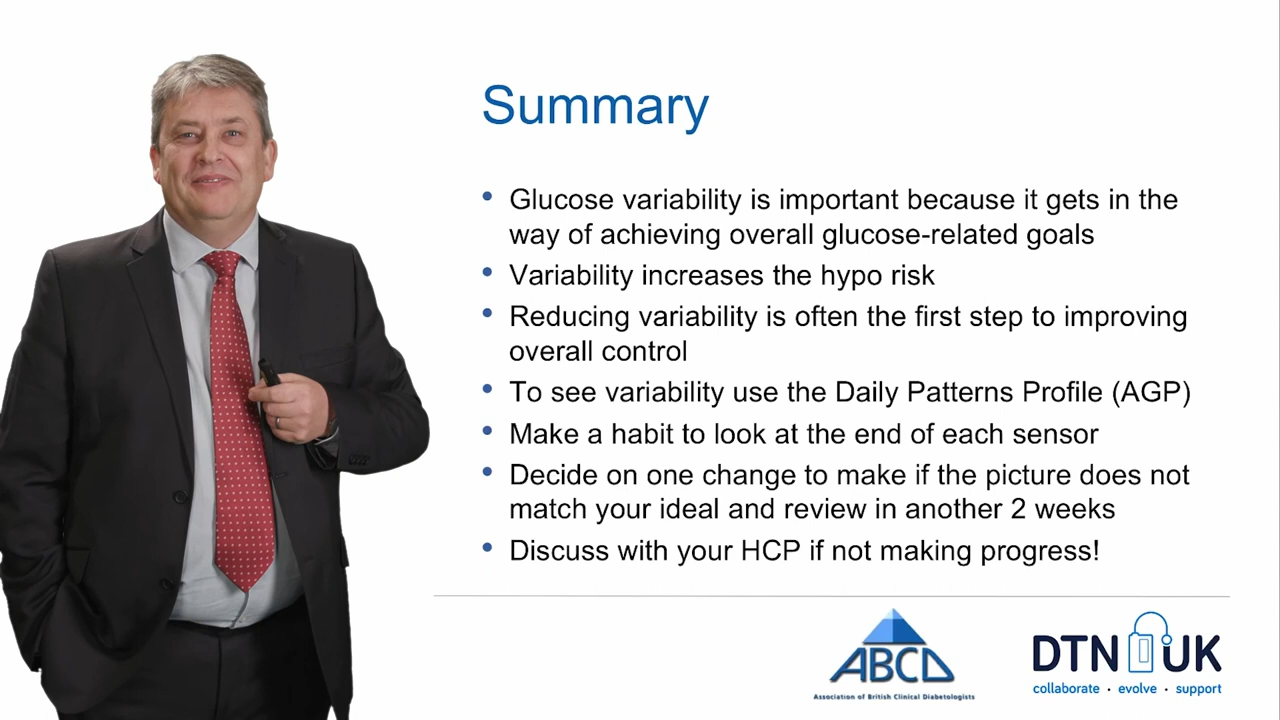 Summary
• Glucose variability is important because it gets in the
way of achieving overall glucose-related goals
• Variability increases the hypo risk
• Reducing variability is often the first step to improving
overall control
• To see variability use the Daily Patterns Profile (AGP)
• Make a habit to look at the end of each sensor
• Decide on one change to make if the picture does not
match your ideal and review in another 2 weeks
• Discuss with your HCP if not making progress!
ABCD
Association of British Clinical Diabetologists
DTN UK
collaborate · evolve · support